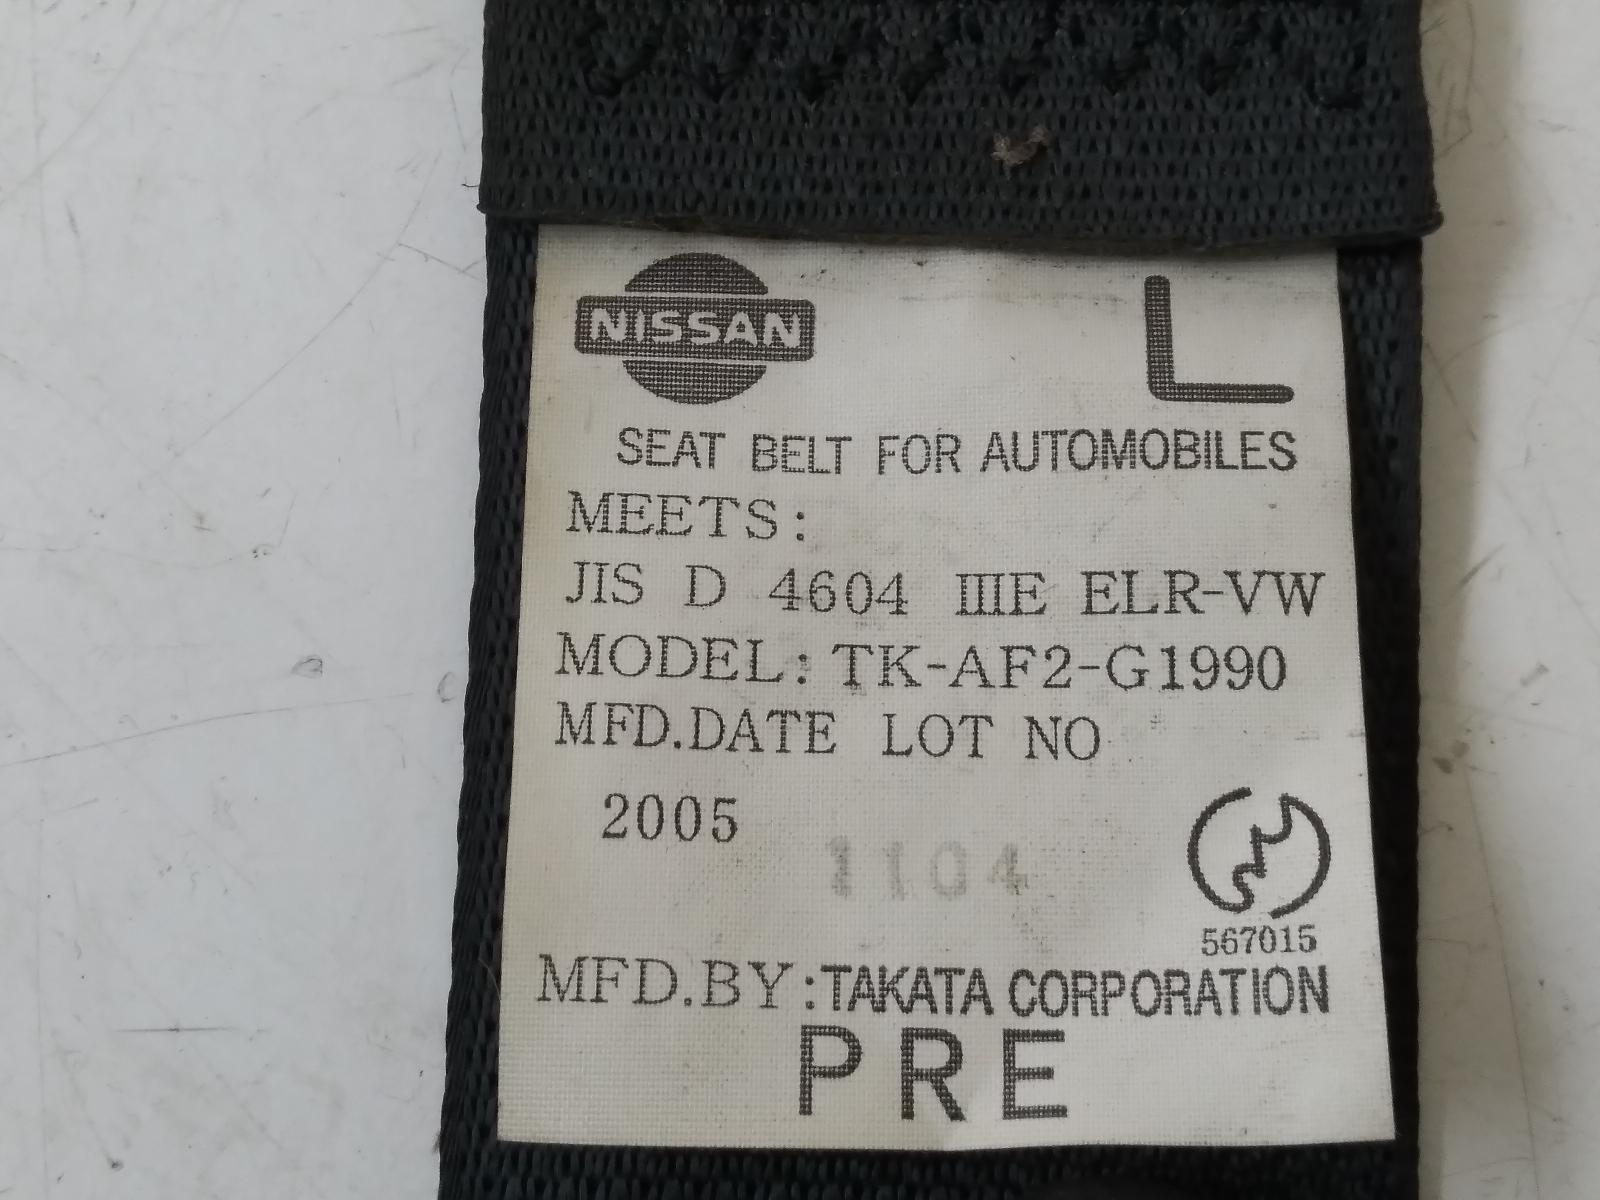 NISSAN L
SEAT BELT FOR AUTOMOBILES
MEETS:
JIS D 4604 IIIE ELR-VW
MODEL: TK-AF2-G1990
MFD.DATE LOT NO
2005
1104
567015
MFD.BY:TAKATA CORPORATION
PRE